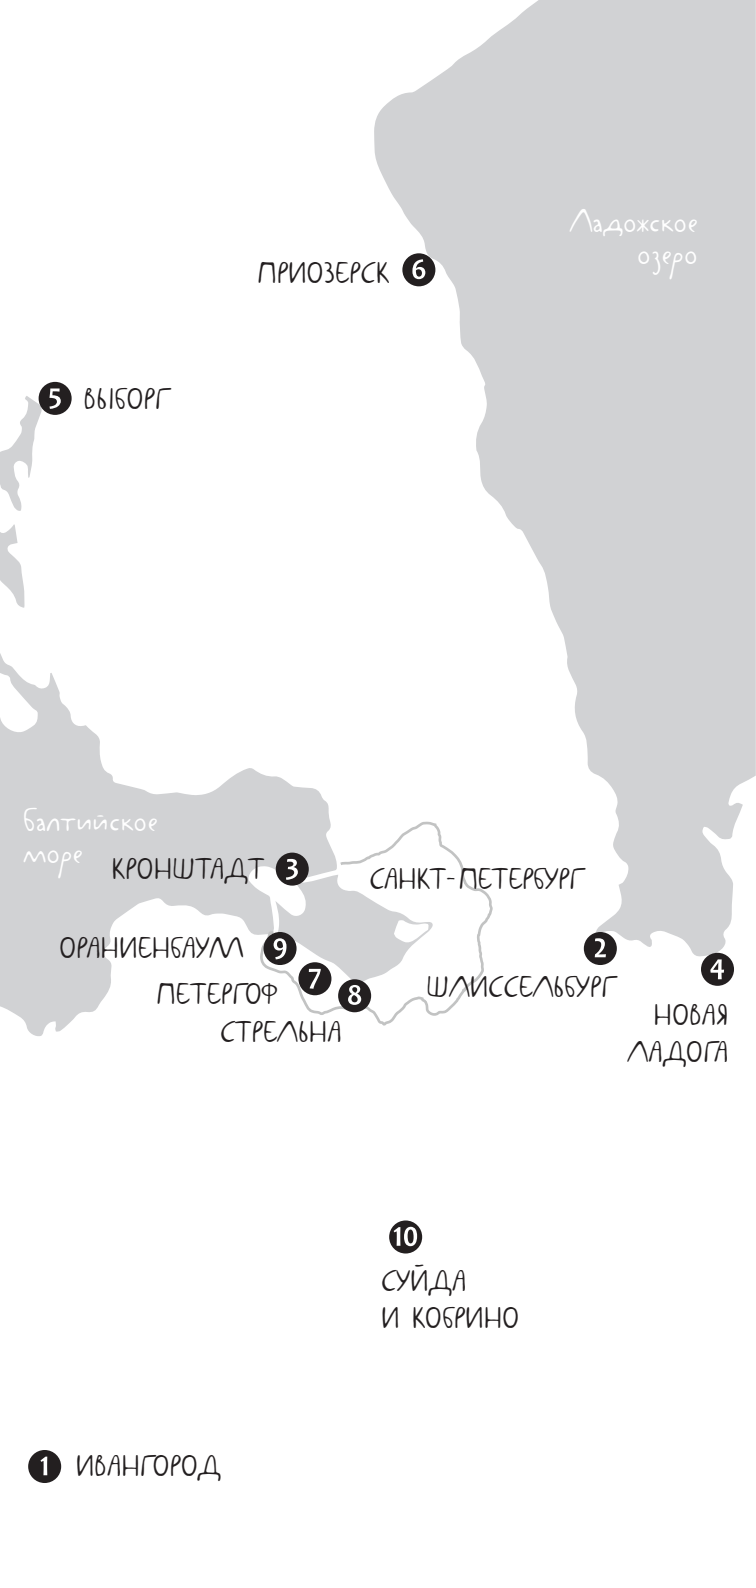 Ладожское
озеро
ПРИОЗЕРСК 6
5 ВЫБОРГ
балтийское
море
КРОНШТАДТ 3
САНКТ-ПЕТЕРБУРГ
ОРАНИЕНБАУМ 9
2
ШЛИССЕЛЬБУРГ
4
НОВАЯ
ЛАДОГА
7
ПЕТЕРГОФ
8
СТРЕЛЬНА
10
СУЙДА
И КОБРИНО
1 ИВАНГОРОД